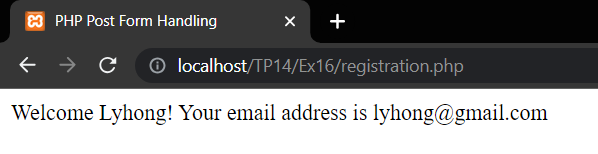 PHP Post Form Handling
localhost/TP14/Ex16/registration.php
Welcome Lyhong! Your email address is lyhong@gmail.com